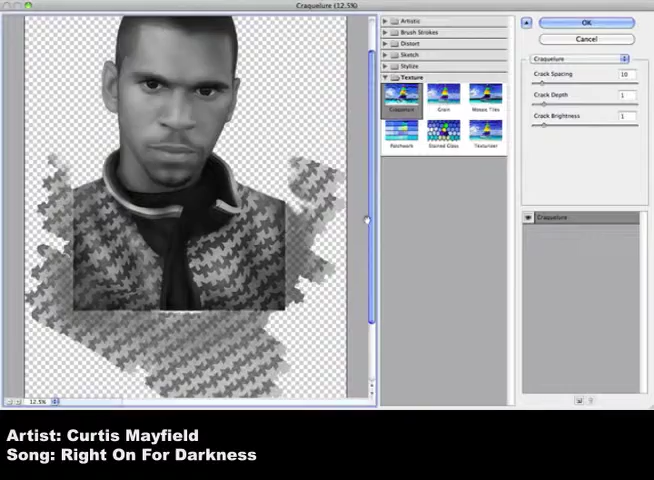 Craquelure (12.5%)
Artistic
Brush Strokes
Distort
Sketch
Stylize
Texture
Craquelure
Grain
Mosaic Tiles
Patchwork
Stained Glass
Texturizer
OK
Cancel
Craquelure
Crack Spacing
10
Crack Depth
1
Crack Brightness
1
Craquelure
12.5%
Artist: Curtis Mayfield
Song: Right On For Darkness